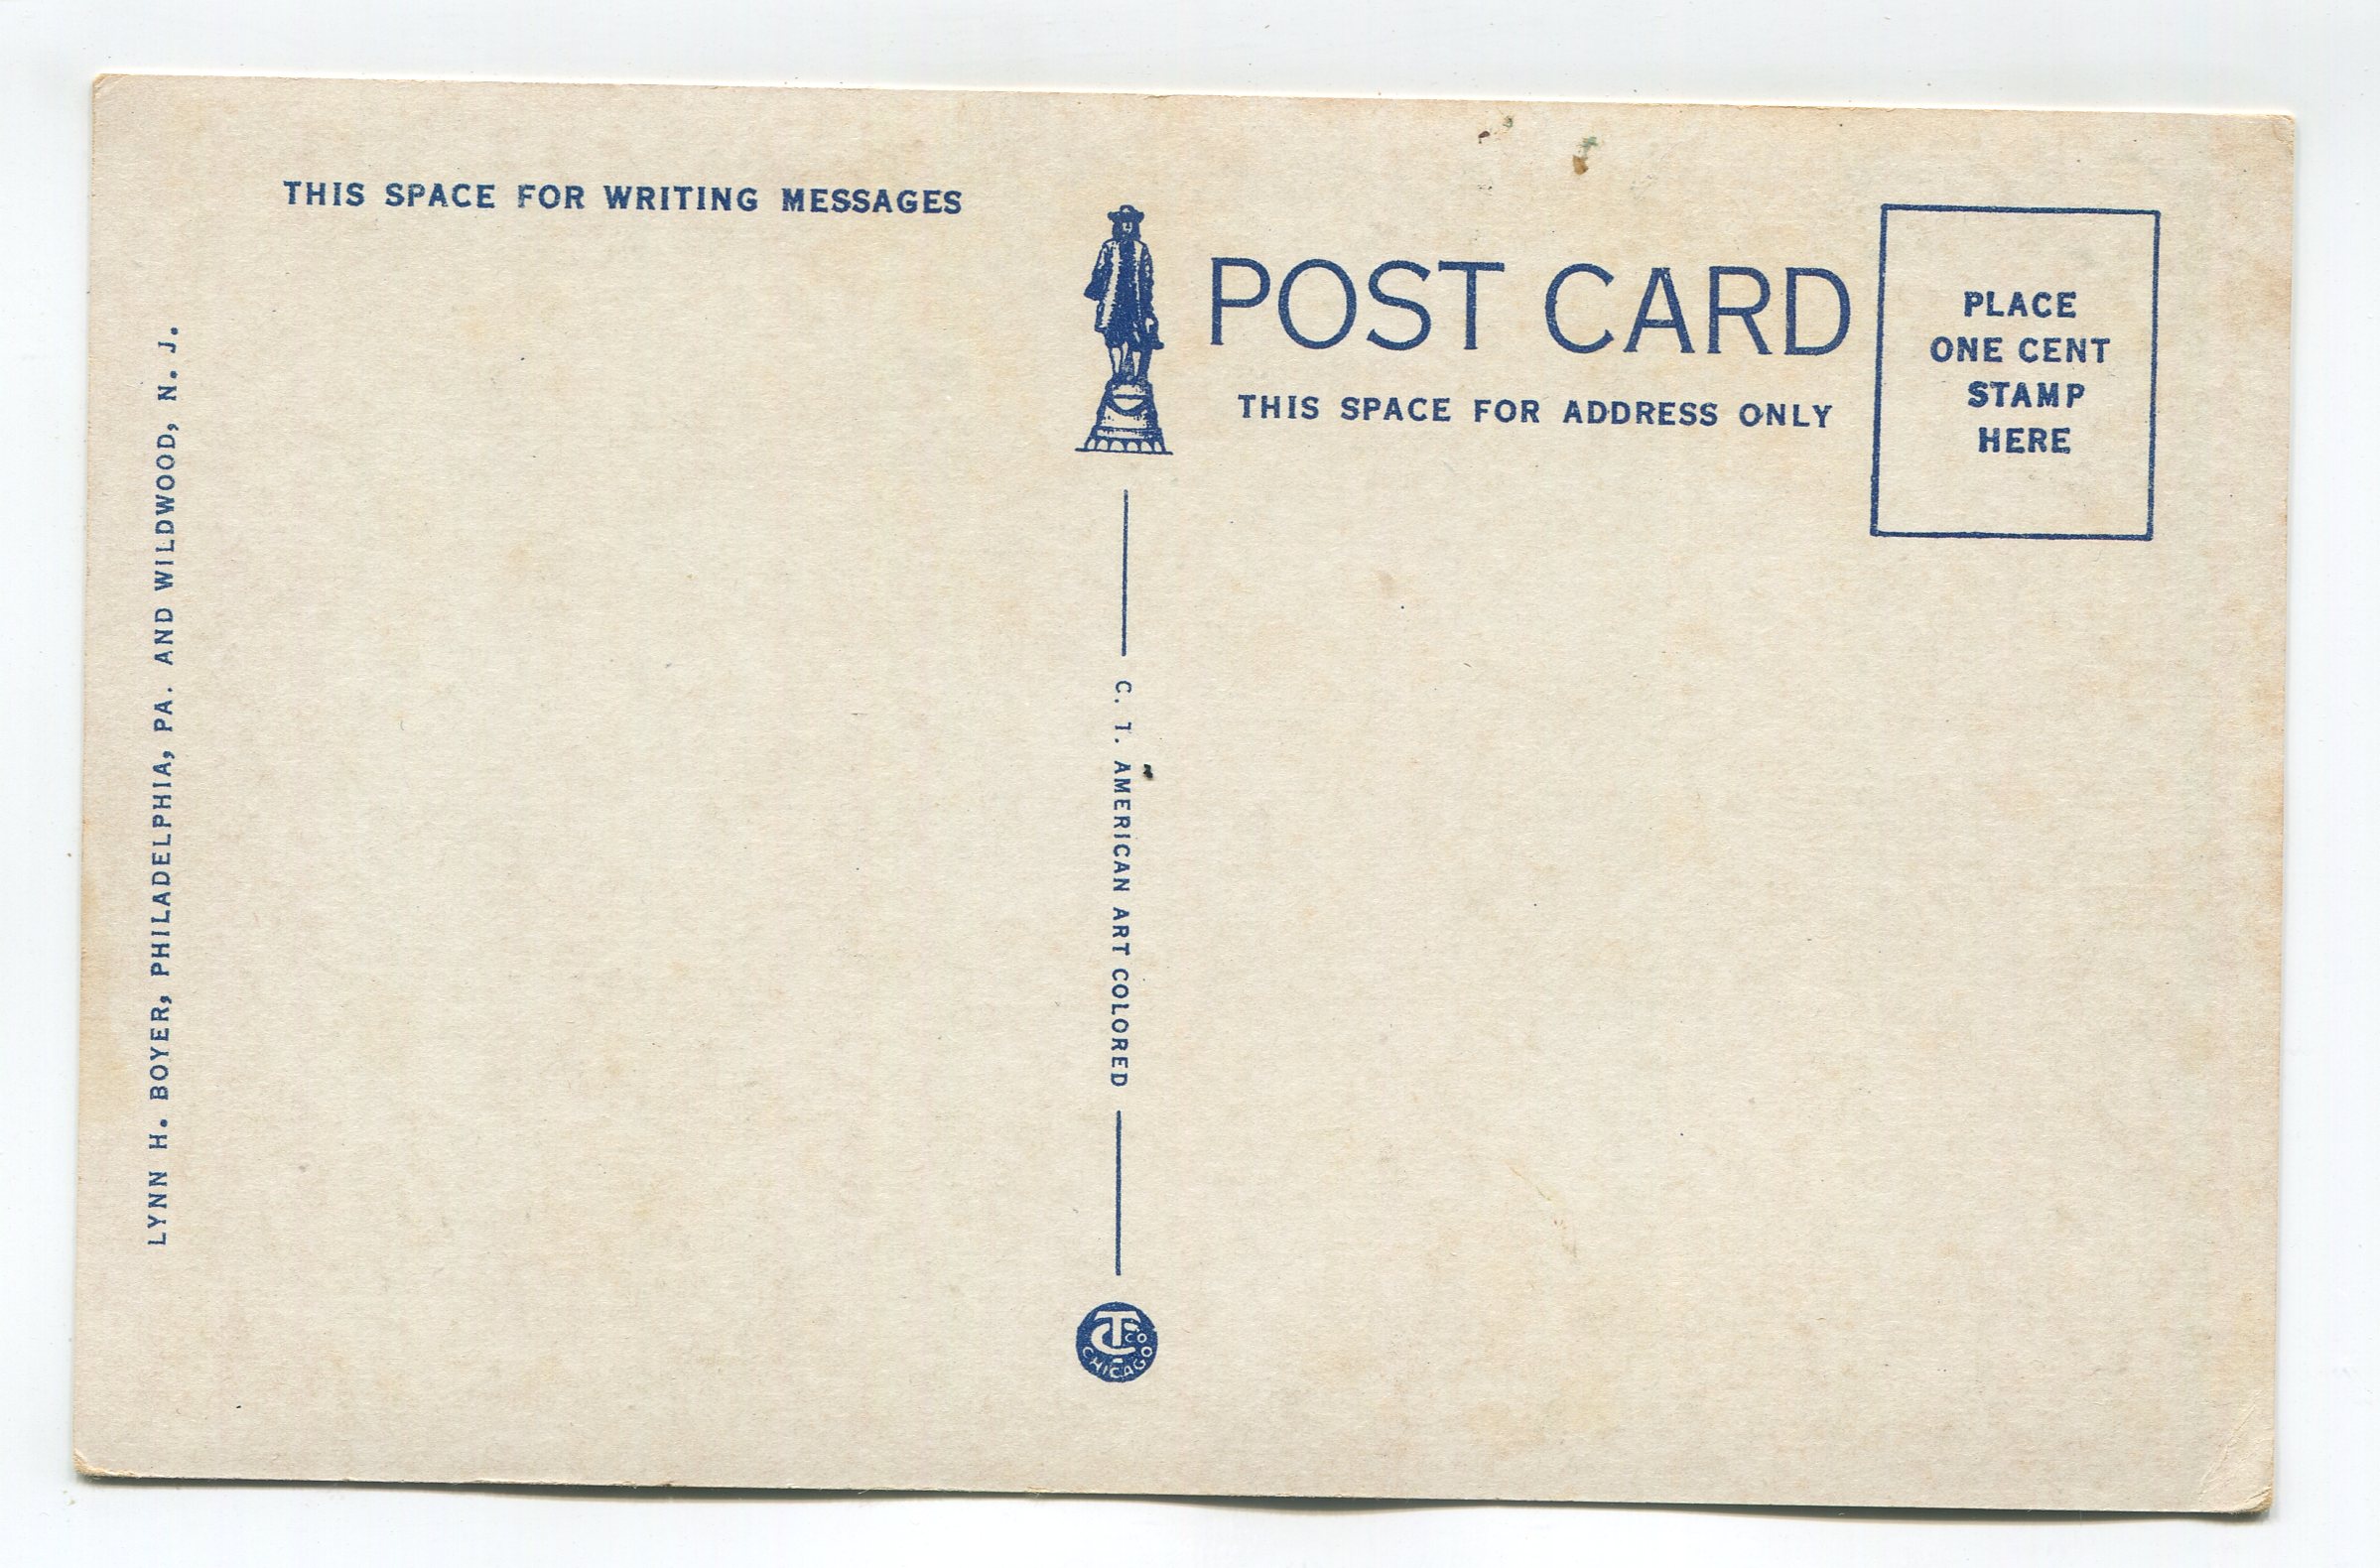 THIS SPACE FOR WRITING MESSAGES
POST CARD
THIS SPACE FOR ADDRESS ONLY
PLACE
ONE CENT
STAMP
HERE
LYNN H. BOYER, PHILADELPHIA, PA. AND WILDWOOD, N. J.
C. T. AMERICAN ART COLORED
CT CO
CHICAGO